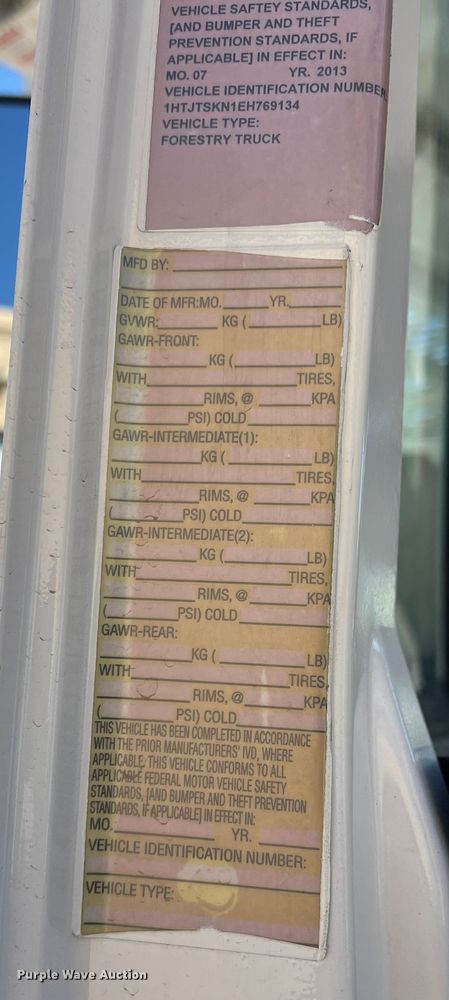 VEHICLE SAFTEY STANDARDS,
[AND BUMPER AND THEFT
PREVENTION STANDARDS, IF
APPLICABLE] IN EFFECT IN:
MO. 07 YR. 2013
VEHICLE IDENTIFICATION NUMBER
1HTJTSKN1EH769134
VEHICLE TYPE:
FORESTRY TRUCK
MFD BY:
DATE OF MFR:MO. YR.
GVWR: KG ( LB)
GAWR-FRONT:
KG ( LB)
WITH TIRES,
RIMS, @ KPA
( PSI) COLD
GAWR-INTERMEDIATE(1):
KG ( LB)
WITH TIRES,
RIMS, @ KPA
( PSI) COLD
GAWR-INTERMEDIATE(2):
KG ( LB)
WITH TIRES,
RIMS, @ KPA
( PSI) COLD
GAWR-REAR:
KG ( LB)
WITH TIRES,
RIMS, @ KPA
( PSI) COLD
THIS VEHICLE HAS BEEN COMPLETED IN ACCORDANCE
WITH THE PRIOR MANUFACTURERS' IVD, WHERE
APPLICABLE. THIS VEHICLE CONFORMS TO ALL
APPLICABLE FEDERAL MOTOR VEHICLE SAFETY
STANDARDS, [AND BUMPER AND THEFT PREVENTION
STANDARDS, IF APPLICABLE] IN EFFECT IN:
MO. YR.
VEHICLE IDENTIFICATION NUMBER:
VEHICLE TYPE:
Purple Wave Auction